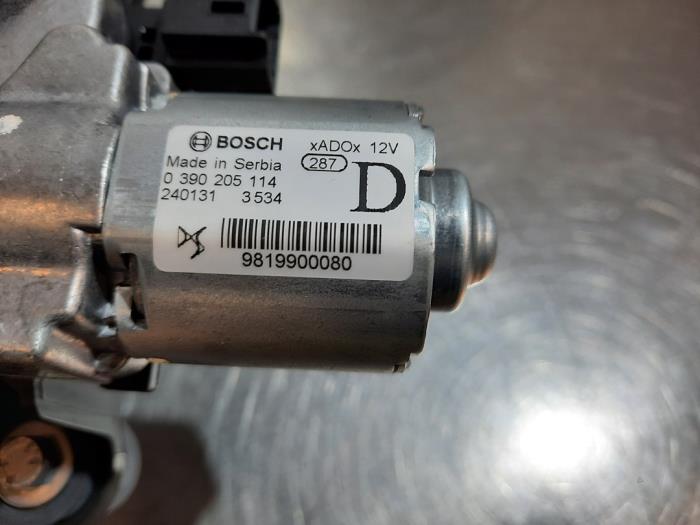 BOSCH xADOx 12V
Made in Serbia 287
0 390 205 114 D
240131 3534
9819900080